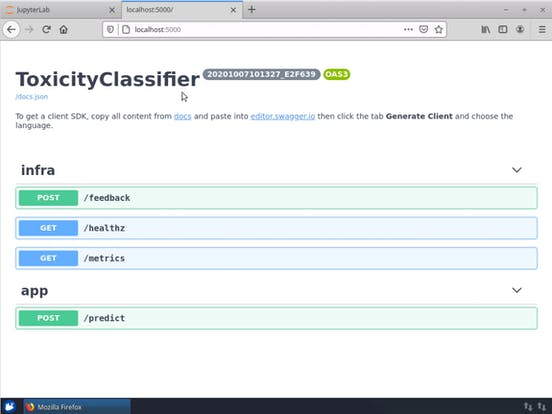 JupyterLab
localhost:5000/
localhost:5000
ToxicityClassifier 20201007101327_E2F639 OAS3
/docs.json
To get a client SDK, copy all content from docs and paste into editor.swagger.io then click the tab Generate Client and choose the
language.
infra
POST /feedback
GET /healthz
GET /metrics
app
POST /predict
Mozilla Firefox